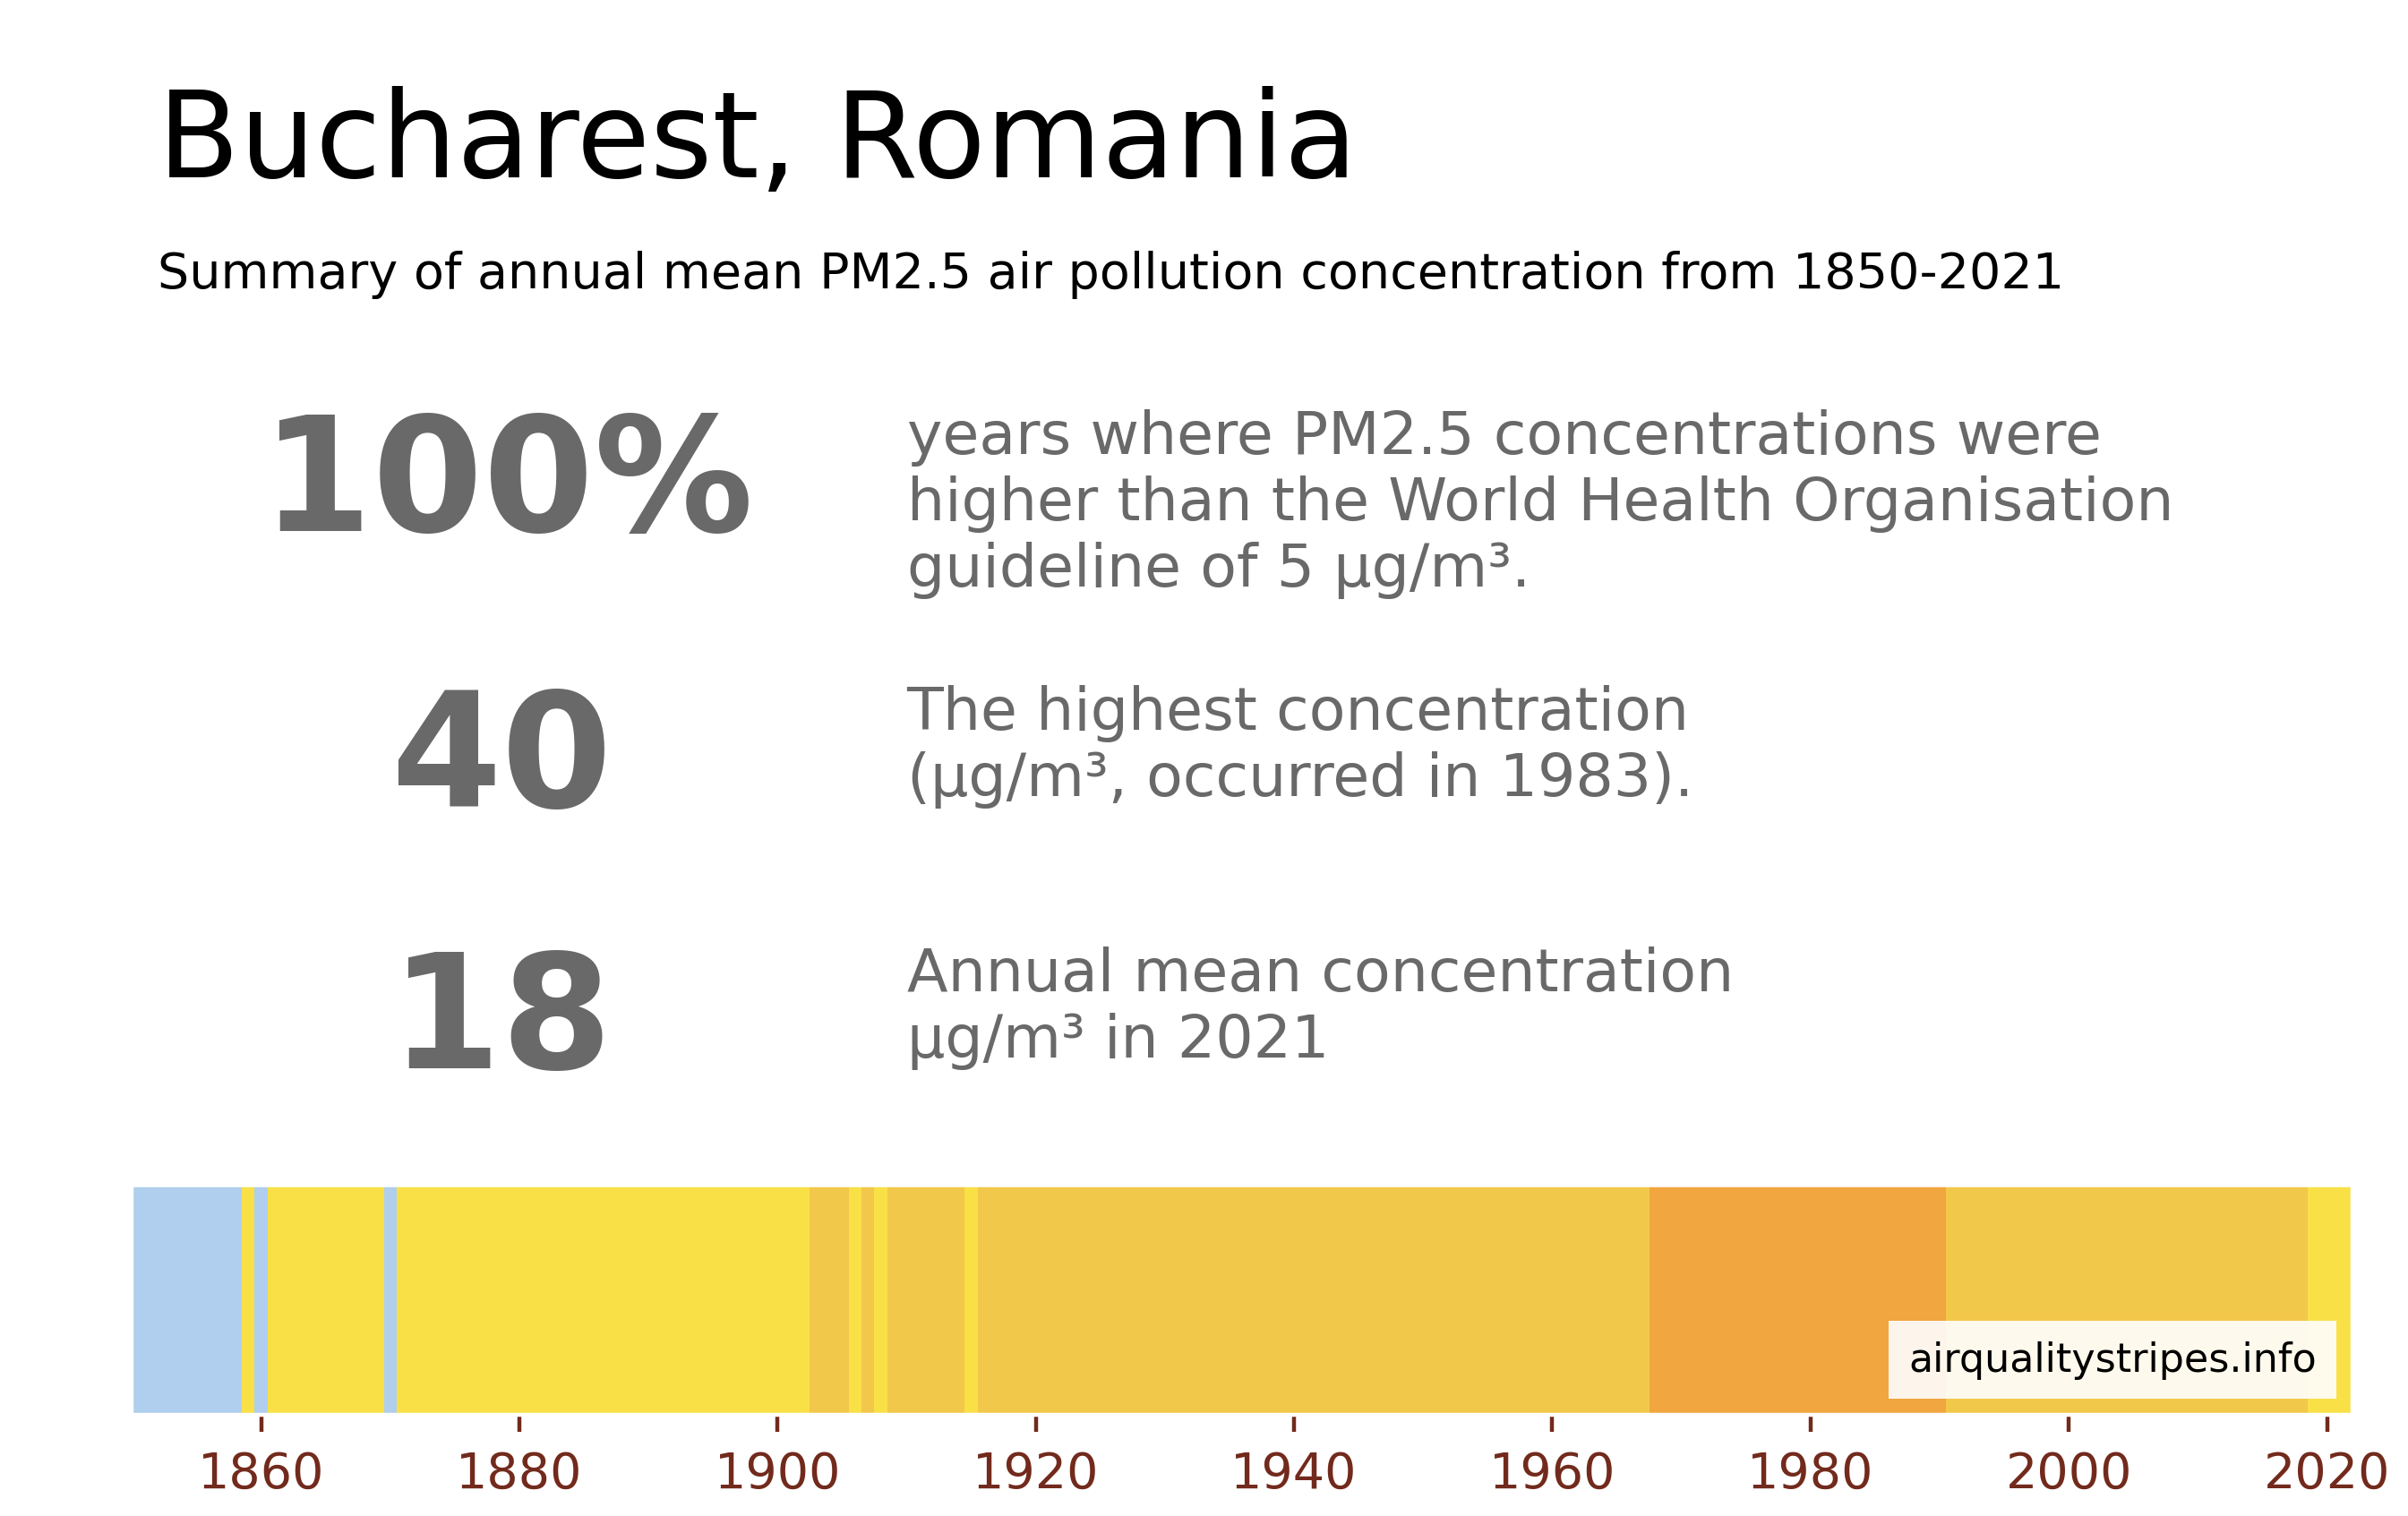 Bucharest, Romania
Summary of annual mean PM2.5 air pollution concentration from 1850-2021
100%
years where PM2.5 concentrations were
higher than the World Health Organisation
guideline of 5 µg/m³.
40
The highest concentration
(µg/m³, occurred in 1983).
18
Annual mean concentration
µg/m³ in 2021
airqualitystripes.info
1860 1880 1900 1920 1940 1960 1980 2000 2020